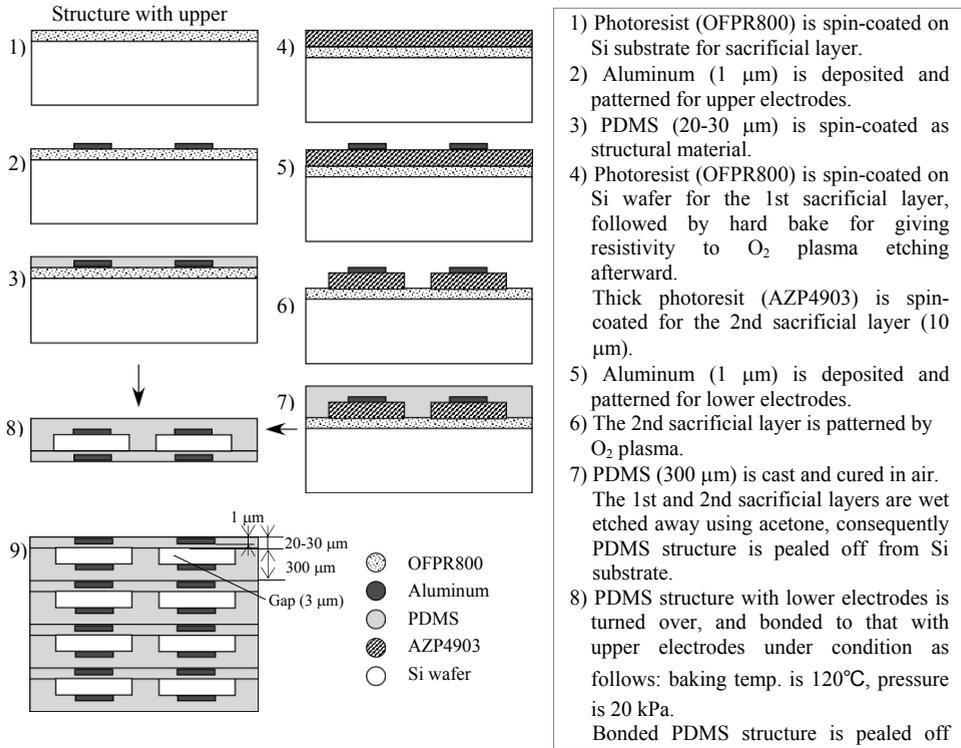 Structure with upper
1)
2)
3)
8)
9)
4)
5)
6)
7)
1 μm
20-30 μm
300 μm
Gap (3 μm)
OFPR800
Aluminum
PDMS
AZP4903
Si wafer
1) Photoresist (OFPR800) is spin-coated on
Si substrate for sacrificial layer.
2) Aluminum (1 μm) is deposited and
patterned for upper electrodes.
3) PDMS (20-30 μm) is spin-coated as
structural material.
4) Photoresist (OFPR800) is spin-coated on
Si wafer for the 1st sacrificial layer,
followed by hard bake for giving
resistivity to O₂ plasma etching
afterward.
Thick photoresit (AZP4903) is spin-
coated for the 2nd sacrificial layer (10
μm).
5) Aluminum (1 μm) is deposited and
patterned for lower electrodes.
6) The 2nd sacrificial layer is patterned by
O₂ plasma.
7) PDMS (300 μm) is cast and cured in air.
The 1st and 2nd sacrificial layers are wet
etched away using acetone, consequently
PDMS structure is pealed off from Si
substrate.
8) PDMS structure with lower electrodes is
turned over, and bonded to that with
upper electrodes under condition as
follows: baking temp. is 120℃, pressure
is 20 kPa.
Bonded PDMS structure is pealed off